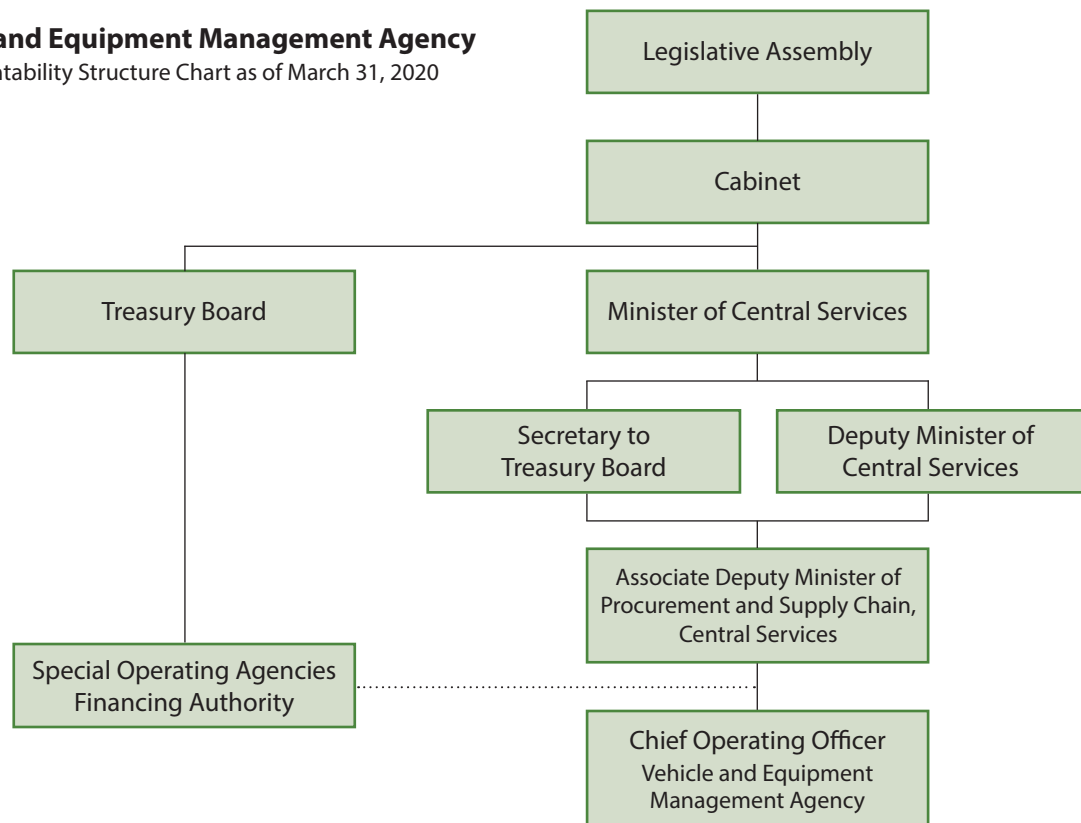 and Equipment Management Agency
Structure Chart as of March 31, 2020
Legislative Assembly
Cabinet
Treasury Board
Minister of Central Services
Secretary to
Treasury Board
Deputy Minister of
Central Services
Associate Deputy Minister of
Procurement and Supply Chain,
Central Services
Special Operating Agencies
Financing Authority
Chief Operating Officer
Vehicle and Equipment
Management Agency